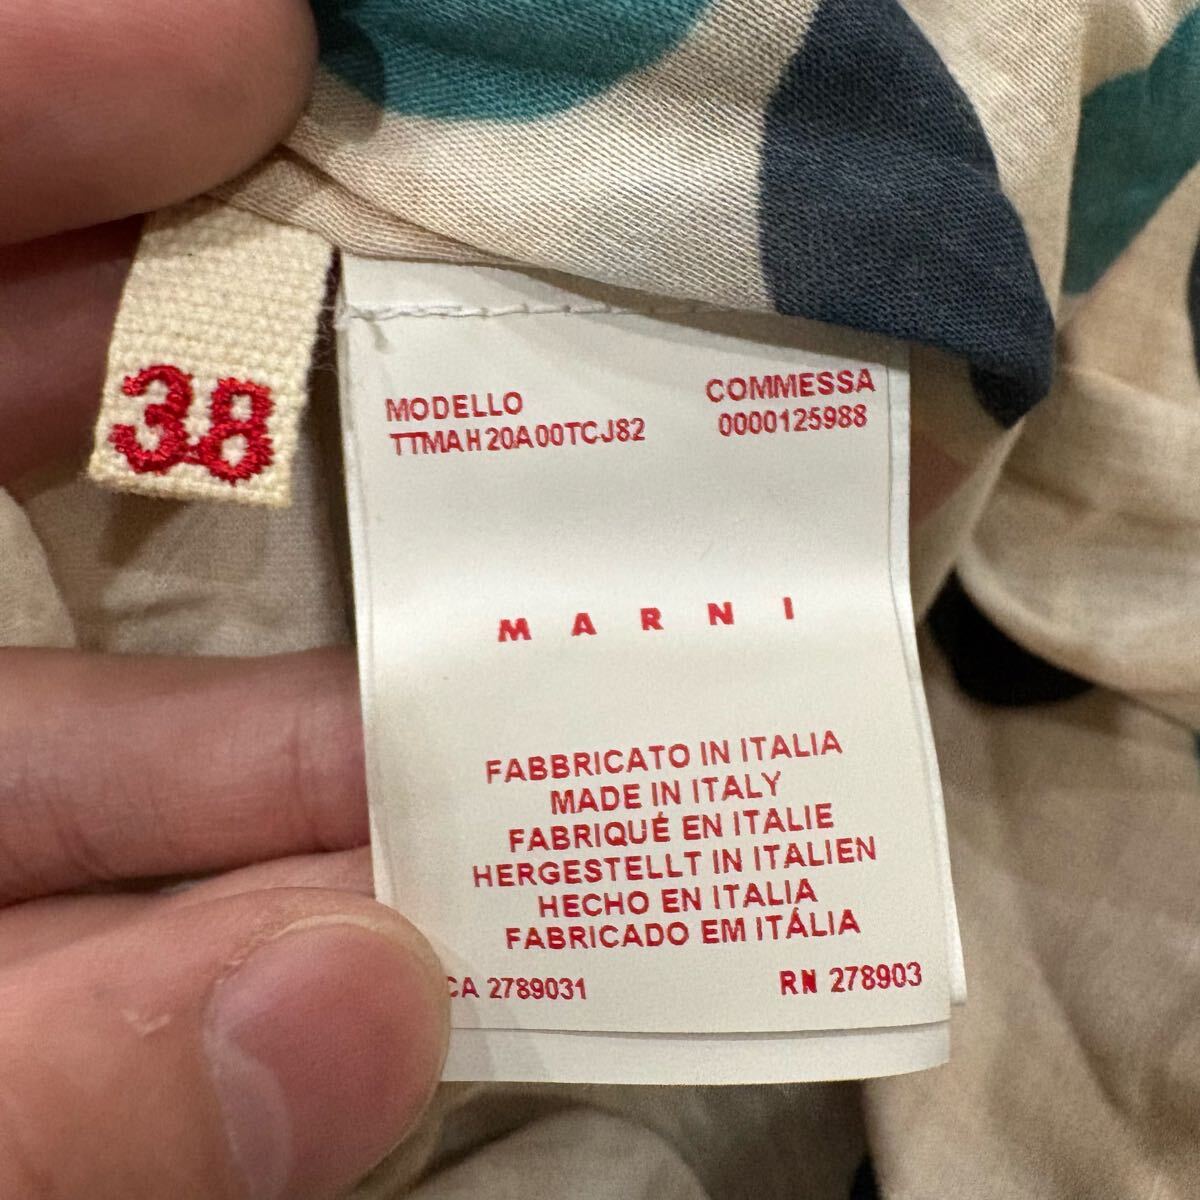 38
MODELLO
TTMAH20A00TCJ82
COMMESSA
0000125988
MARNI
FABBRICATO IN ITALIA
MADE IN ITALY
FABRIQUÉ EN ITALIE
HERGESTELLT IN ITALIEN
HECHO EN ITALIA
FABRICADO EM ITÁLIA
CA 2789031
RN 278903